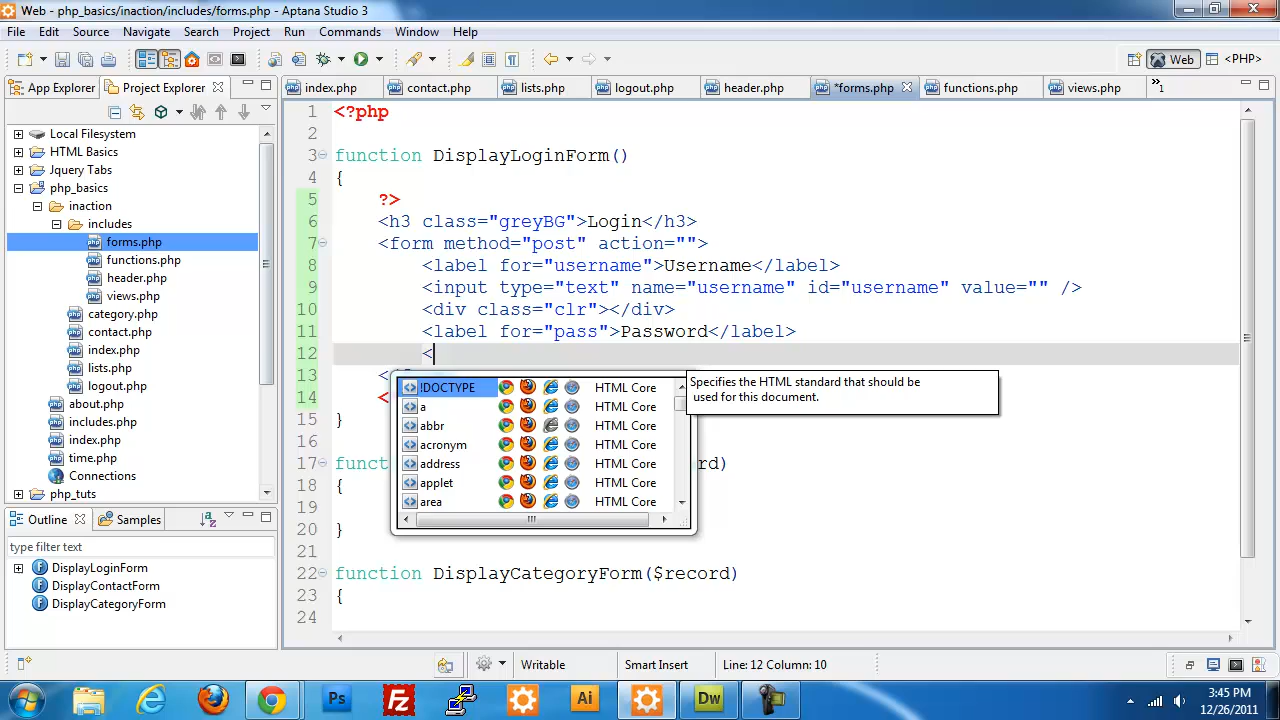 Web - php_basics/inaction/includes/forms.php - Aptana Studio 3
File Edit Source Navigate Search Project Run Commands Window Help
Web <PHP>
App Explorer Project Explorer
index.php contact.php lists.php logout.php header.php *forms.php functions.php views.php »1
Local Filesystem
HTML Basics
Jquery Tabs
php_basics
inaction
includes
forms.php
functions.php
header.php
views.php
category.php
contact.php
index.php
lists.php
logout.php
about.php
includes.php
index.php
time.php
Connections
php_tuts
Outline Samples
type filter text
DisplayLoginForm
DisplayContactForm
DisplayCategoryForm
1 <?php
2
3 function DisplayLoginForm()
4 {
5 ?>
6 <h3 class="greyBG">Login</h3>
7 <form method="post" action="">
8 <label for="username">Username</label>
9 <input type="text" name="username" id="username" value="" />
10 <div class="clr"></div>
11 <label for="pass">Password</label>
12 <
13 <
14 <
15 }
16
17 funct rd)
18 {
19
20 }
21
22 function DisplayCategoryForm($record)
23 {
24
!DOCTYPE HTML Core
a HTML Core
abbr HTML Core
acronym HTML Core
address HTML Core
applet HTML Core
area HTML Core
Specifies the HTML standard that should be
used for this document.
Writable Smart Insert Line: 12 Column: 10
Ps Fz Ai Dw
3:45 PM
12/26/2011